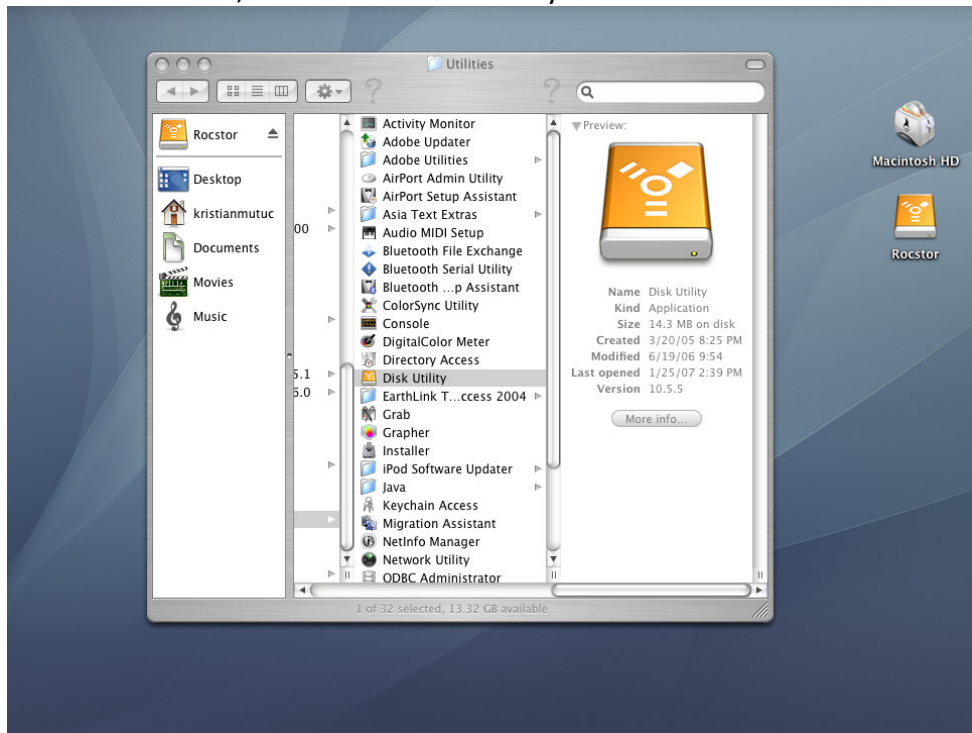 Utilities
Rocstor
Desktop
kristianmutuc
Documents
Movies
Music
00
5.1
6.0
Activity Monitor
Adobe Updater
Adobe Utilities
AirPort Admin Utility
AirPort Setup Assistant
Asia Text Extras
Audio MIDI Setup
Bluetooth File Exchange
Bluetooth Serial Utility
Bluetooth ...p Assistant
ColorSync Utility
Console
DigitalColor Meter
Directory Access
Disk Utility
EarthLink T...ccess 2004
Grab
Grapher
Installer
iPod Software Updater
Java
Keychain Access
Migration Assistant
NetInfo Manager
Network Utility
ODBC Administrator
Preview:
Name Disk Utility
Kind Application
Size 14.3 MB on disk
Created 3/20/05 8:25 PM
Modified 6/19/06 9:54
Last opened 1/25/07 2:39 PM
Version 10.5.5
More info...
1 of 32 selected, 13.32 GB available
Macintosh HD
Rocstor